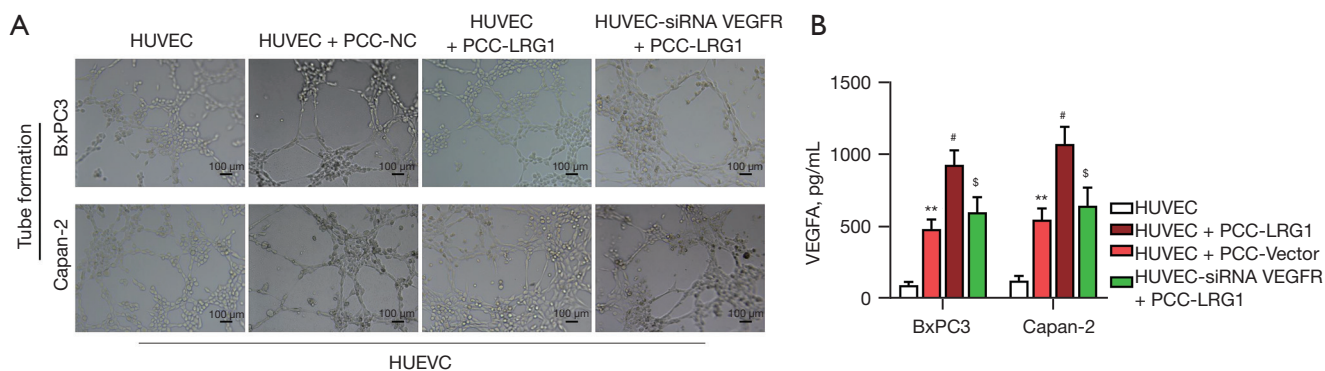 A
HUVEC
HUVEC + PCC-NC
HUVEC
+ PCC-LRG1
HUVEC-siRNA VEGFR
+ PCC-LRG1
Tube formation
BxPC3
100 μm
100 μm
100 μm
100 μm
Capan-2
100 μm
100 μm
100 μm
100 μm
HUEVC
B
VEGFA, pg/mL
1500
1000
500
0
**
#
$
**
#
$
BxPC3
Capan-2
HUVEC
HUVEC + PCC-LRG1
HUVEC + PCC-Vector
HUVEC-siRNA VEGFR
+ PCC-LRG1